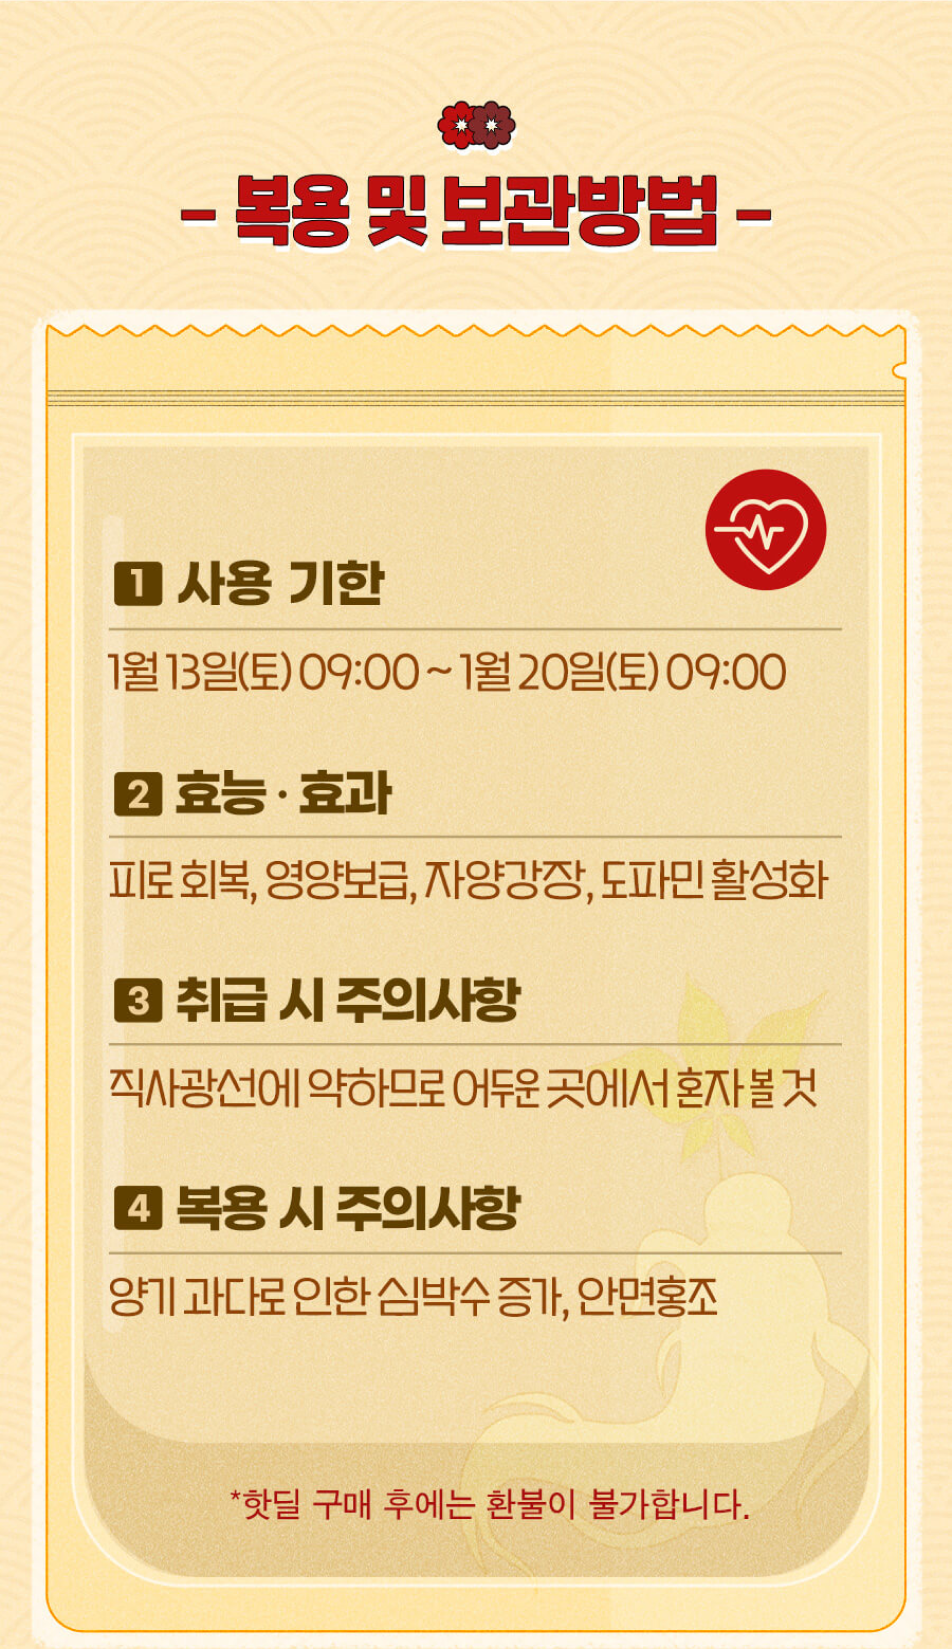 - 복용 및 보관방법 -
1 사용 기한
1월 13일(토) 09:00 ~ 1월 20일(토) 09:00
2 효능 · 효과
피로 회복, 영양보급, 자양강장, 도파민 활성화
3 취급 시 주의사항
직사광선에 약하므로 어두운 곳에서 혼자 볼 것
4 복용 시 주의사항
양기 과다로 인한 심박수 증가, 안면홍조
*핫딜 구매 후에는 환불이 불가합니다.